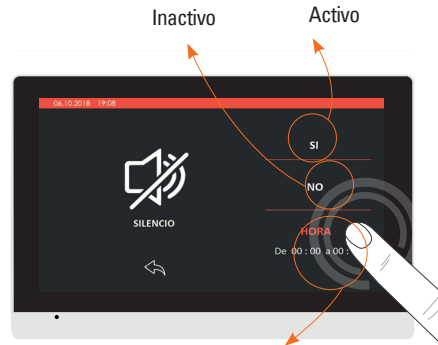 Inactivo
Activo
06.10.2018 19:08
SI
NO
SILENCIO
HORA
De 00 : 00 a 00 :